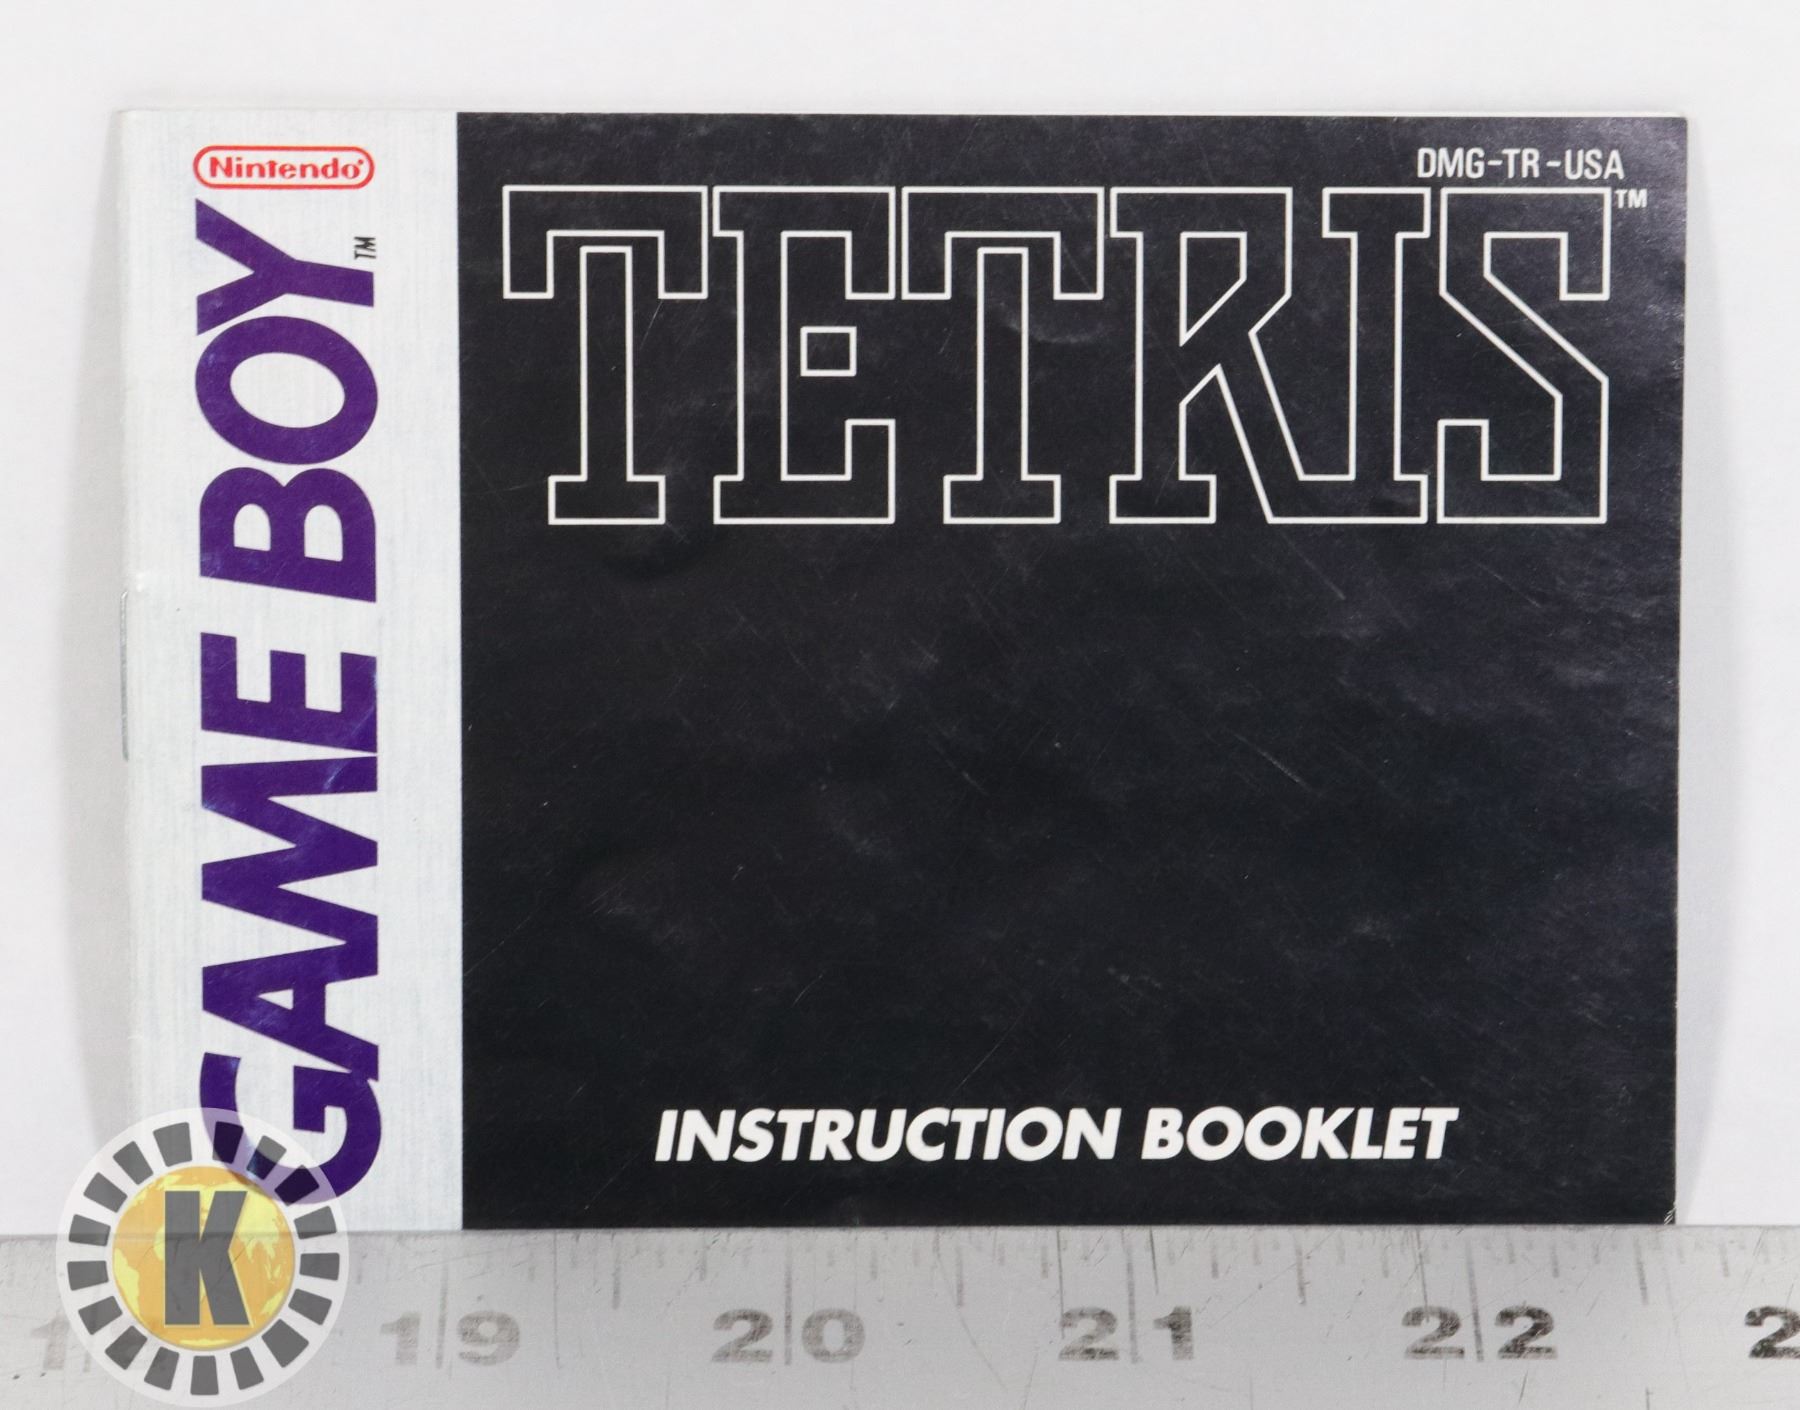 Nintendo®
GAME BOY™
DMG-TR-USA
TETRIS™
INSTRUCTION BOOKLET
K
19 20 21 22